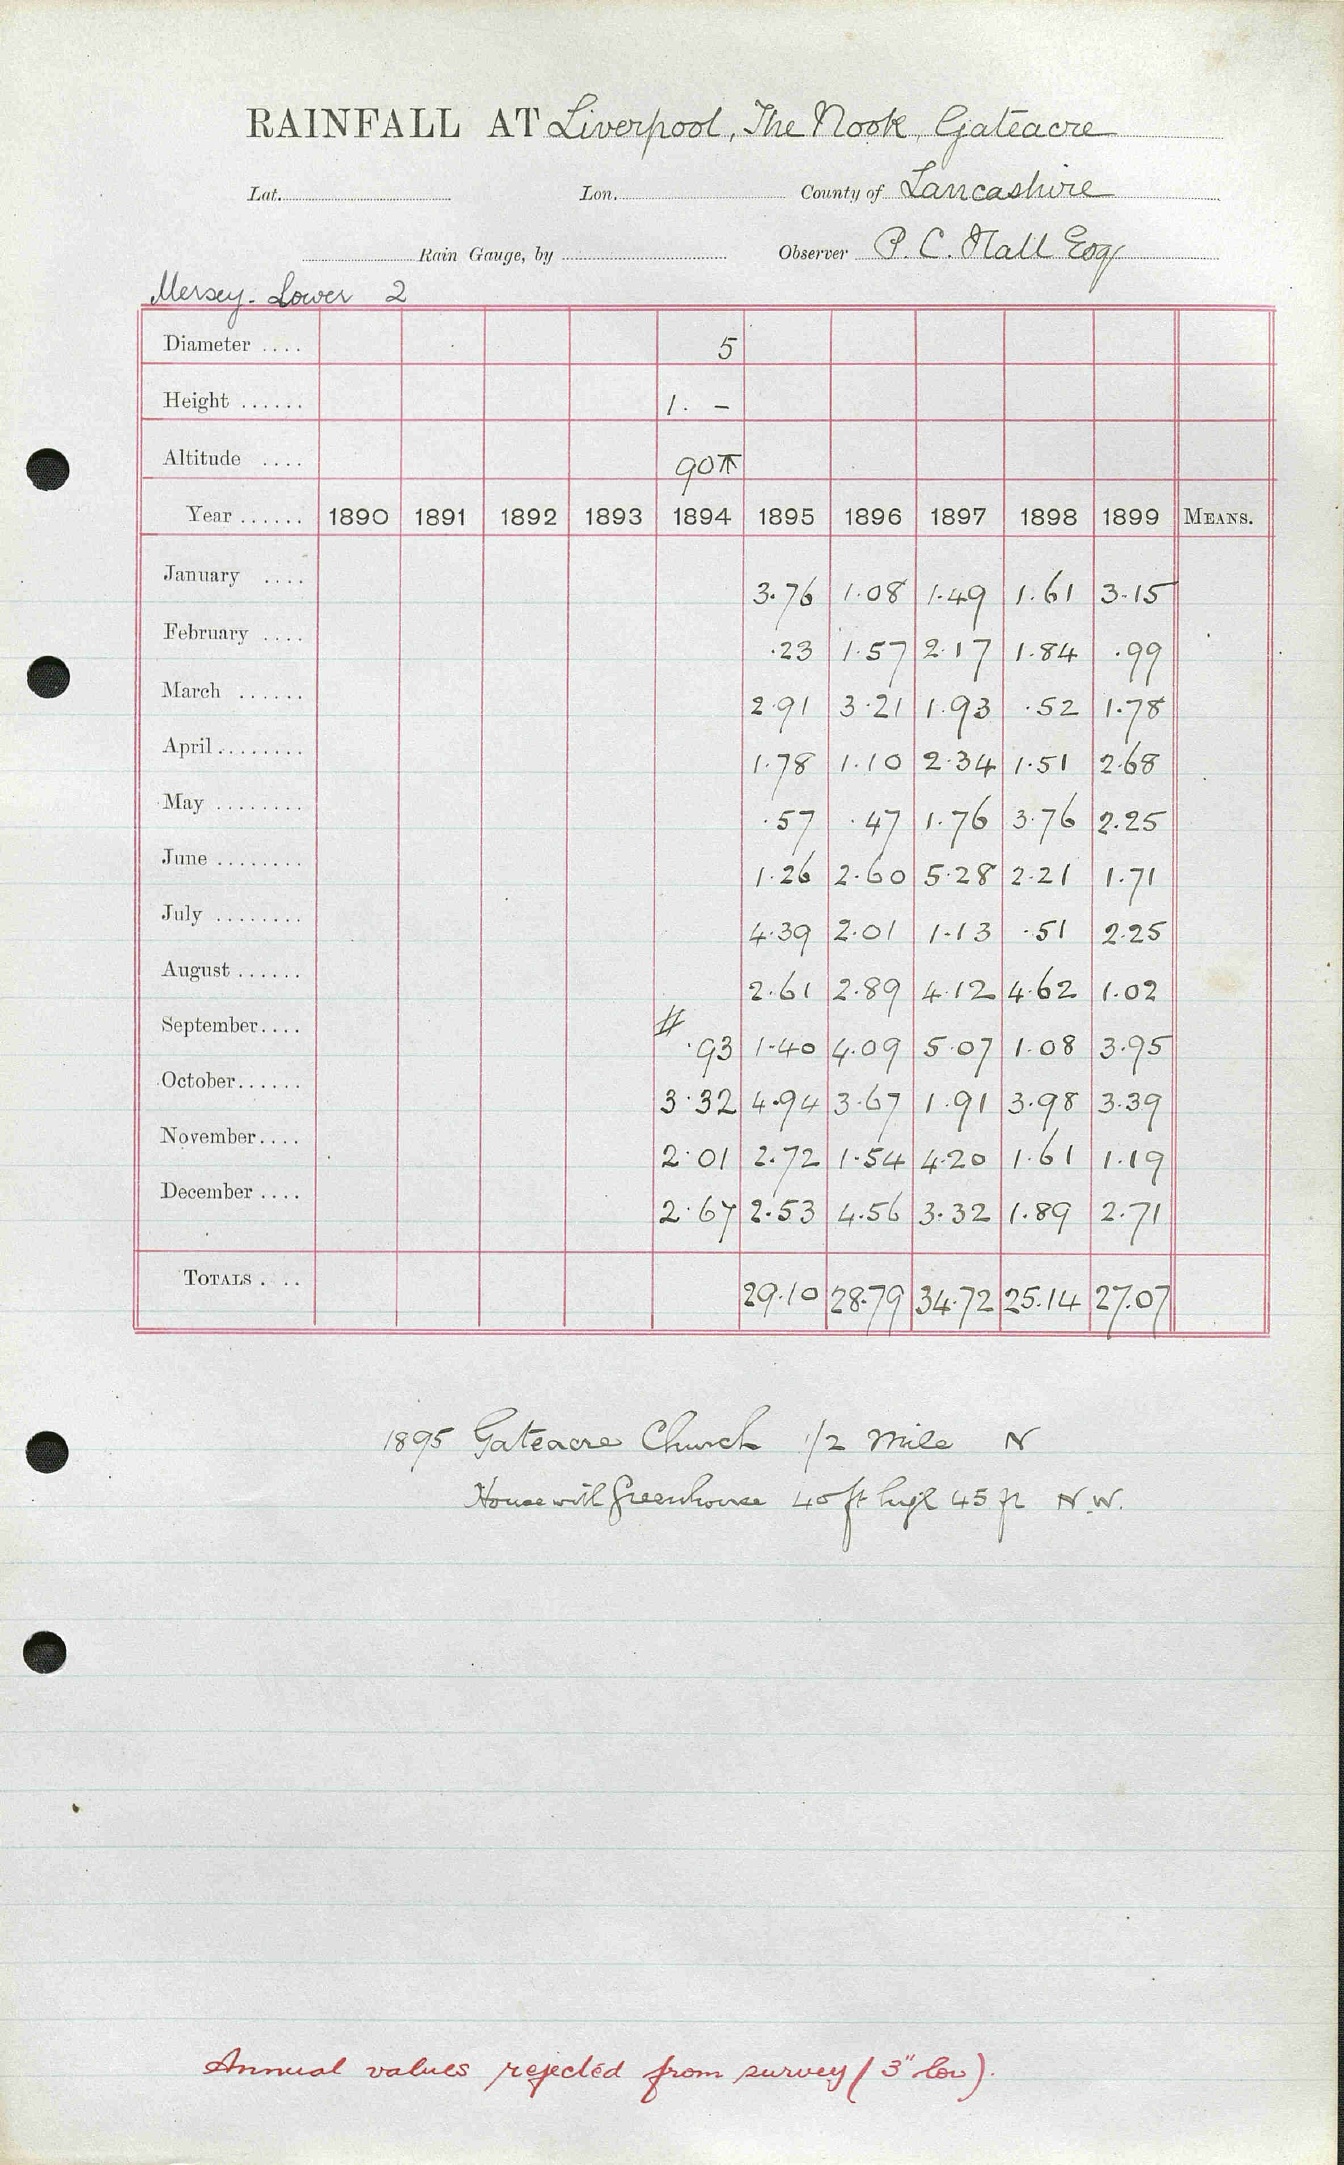 RAINFALL AT Liverpool, The Nook, Gateacre
Lat. Lon. County of Lancashire
Rain Gauge, by Observer P. C. Hall Esq
Mersey - Lower 2
Diameter .... 5
Height ...... 1. -
Altitude .... 90
Year ...... 1890 1891 1892 1893 1894 1895 1896 1897 1898 1899 MEANS.
January .... 3.76 1.08 1.49 1.61 3.15
February .... .23 1.57 2.17 1.84 .99
March ...... 2.91 3.21 1.93 .52 1.78
April ........ 1.78 1.10 2.34 1.51 2.68
May ........ .57 .47 1.76 3.76 2.25
June ........ 1.26 2.60 5.28 2.21 1.71
July ........ 4.39 2.01 1.13 .51 2.25
August ...... 2.61 2.89 4.12 4.62 1.02
September.... # .93 1.40 4.09 5.07 1.08 3.95
October...... 3.32 4.94 3.67 1.91 3.98 3.39
November.... 2.01 2.72 1.54 4.20 1.61 1.19
December .... 2.67 2.53 4.56 3.32 1.89 2.71
TOTALS . .. 29.10 28.79 34.72 25.14 27.07
1895 Gateacre Church 1/2 mile N
House with Greenhouse 40 ft high 45 ft N.W.
Annual values rejected from survey (3" low).